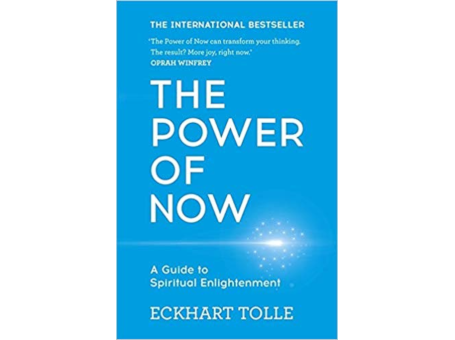 THE INTERNATIONAL BESTSELLER
'The Power of Now can transform your thinking.
The result? More joy, right now.'
OPRAH WINFREY
THE
POWER
OF
NOW
A Guide to
Spiritual Enlightenment
ECKHART TOLLE